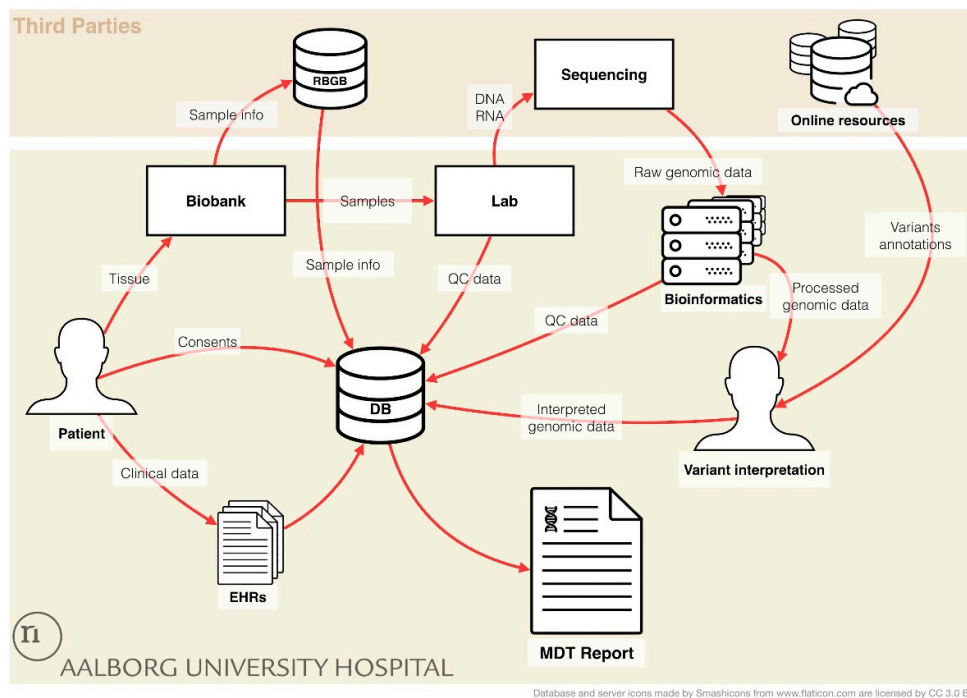 Third Parties
RBGB
Sequencing
Online resources
Sample info
DNA
RNA
Raw genomic data
Biobank
Samples
Lab
Variants
annotations
Sample info
QC data
Tissue
Bioinformatics
Processed
genomic data
QC data
Consents
DB
Interpreted
genomic data
Patient
Variant interpretation
Clinical data
EHRs
MDT Report
n
AALBORG UNIVERSITY HOSPITAL
Database and server icons made by Smashicons from www.flaticon.com are licensed by CC 3.0